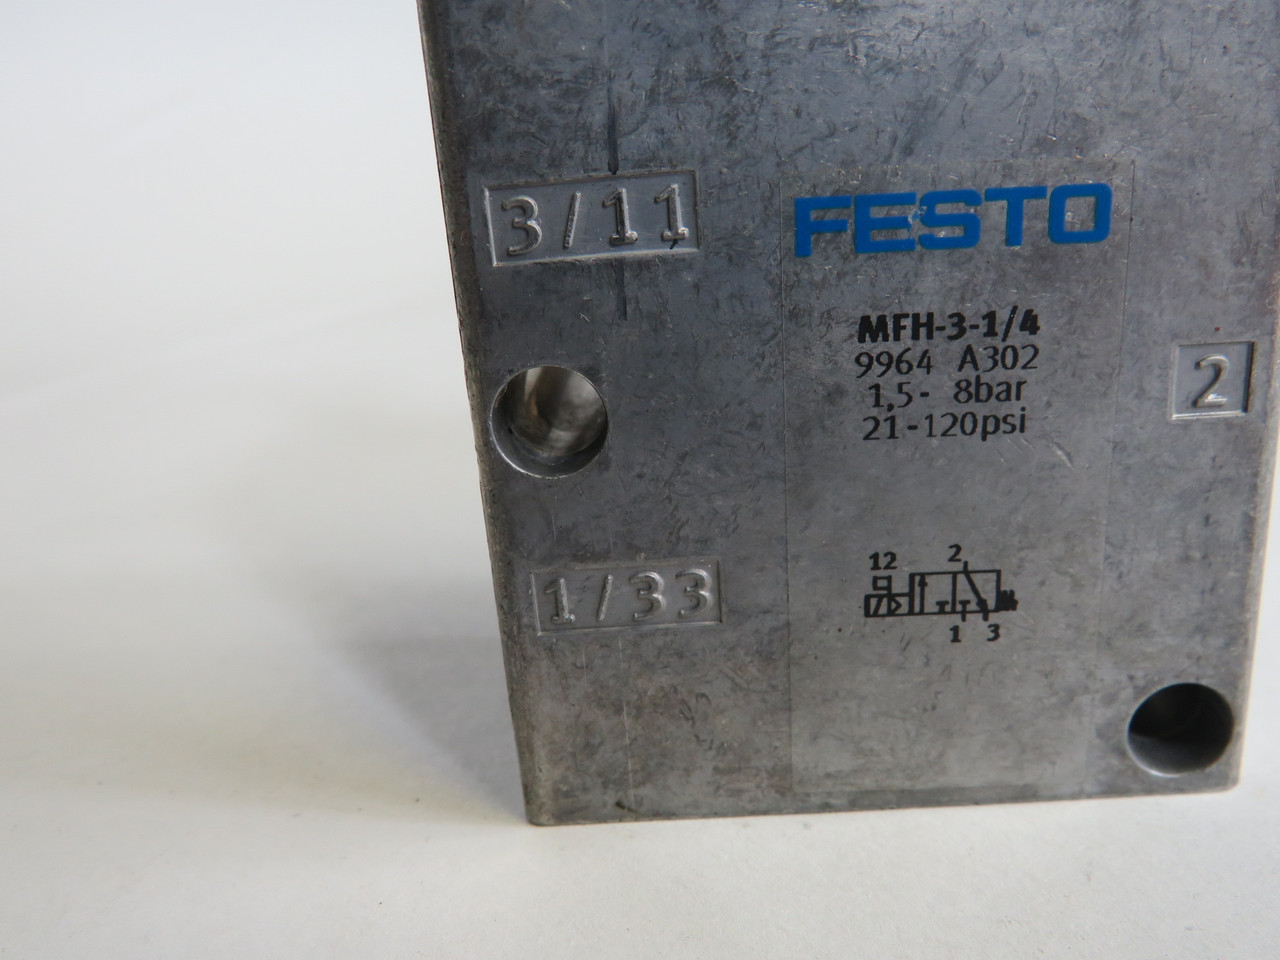 3/11
FESTO
MFH-3-1/4
9964 A302
1,5- 8bar
21-120psi
2
12 2
1/33
1 3